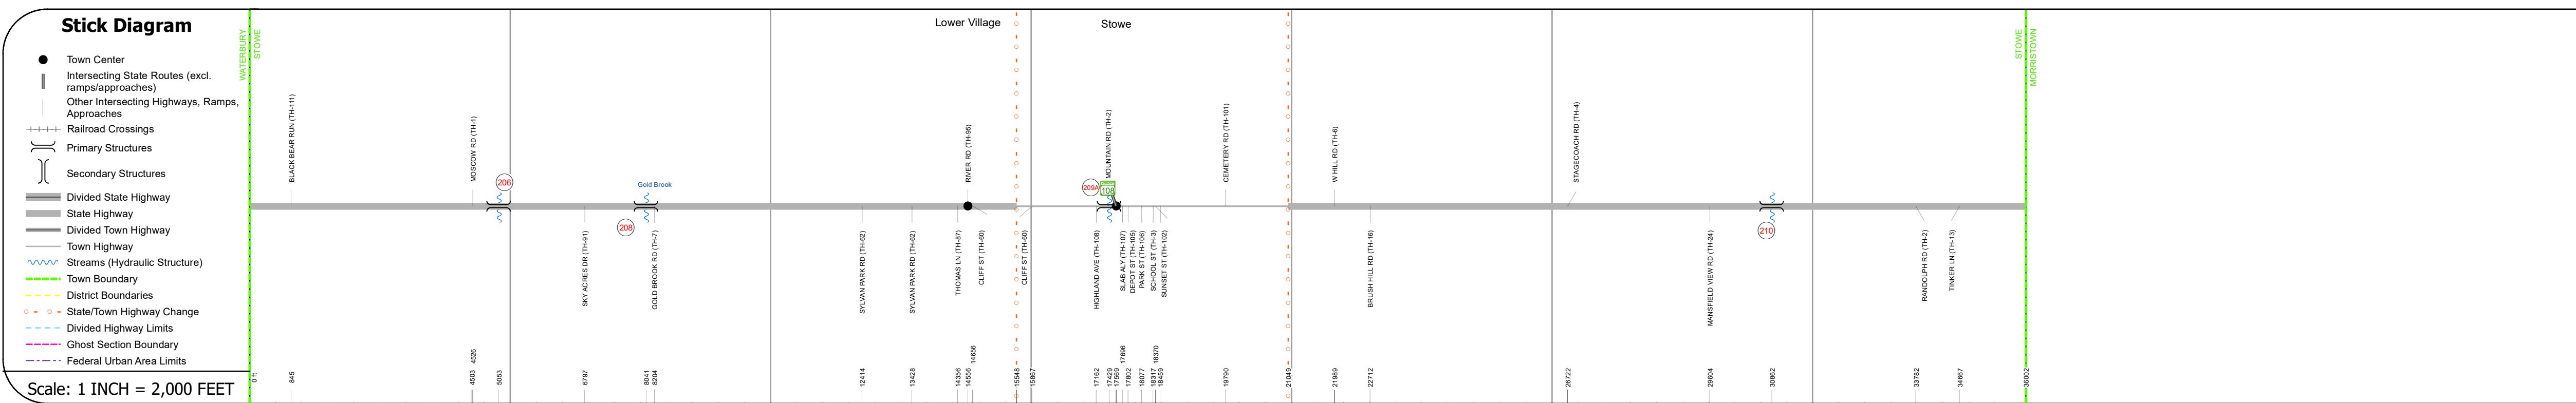 Stick Diagram
Town Center
Intersecting State Routes (excl.
ramps/approaches)
Other Intersecting Highways, Ramps,
Approaches
Railroad Crossings
Primary Structures
Secondary Structures
Divided State Highway
State Highway
Divided Town Highway
Town Highway
Streams (Hydraulic Structure)
Town Boundary
District Boundaries
State/Town Highway Change
Divided Highway Limits
Ghost Section Boundary
Federal Urban Area Limits
Scale: 1 INCH = 2,000 FEET
WATERBURY
STOWE
Lower Village
Stowe
STOWE
MORRISTOWN
BLACK BEAR RUN (TH-111)
MOSCOW RD (TH-1)
RIVER RD (TH-95)
MOUNTAIN RD (TH-2)
CEMETERY RD (TH-101)
W HILL RD (TH-6)
STAGECOACH RD (TH-4)
206
Gold Brook
208
209A
108
210
SKY ACRES DR (TH-91)
GOLD BROOK RD (TH-7)
SYLVAN PARK RD (TH-62)
SYLVAN PARK RD (TH-62)
THOMAS LN (TH-87)
CLIFF ST (TH-60)
CLIFF ST (TH-60)
HIGHLAND AVE (TH-108)
SLAB ALY (TH-107)
DEPOT ST (TH-105)
PARK ST (TH-106)
SCHOOL ST (TH-3)
SUNSET ST (TH-102)
BRUSH HILL RD (TH-16)
MANSFIELD VIEW RD (TH-24)
RANDOLPH RD (TH-2)
TINKER LN (TH-13)
0 ft
845
4503
4526
5053
6797
8041
8204
12414
13428
14356
14556
14656
15548
15867
17162
17429
17569
17696
17802
18077
18317
18370
18459
19790
21049
21989
22712
26722
29604
30862
33782
34667
36002